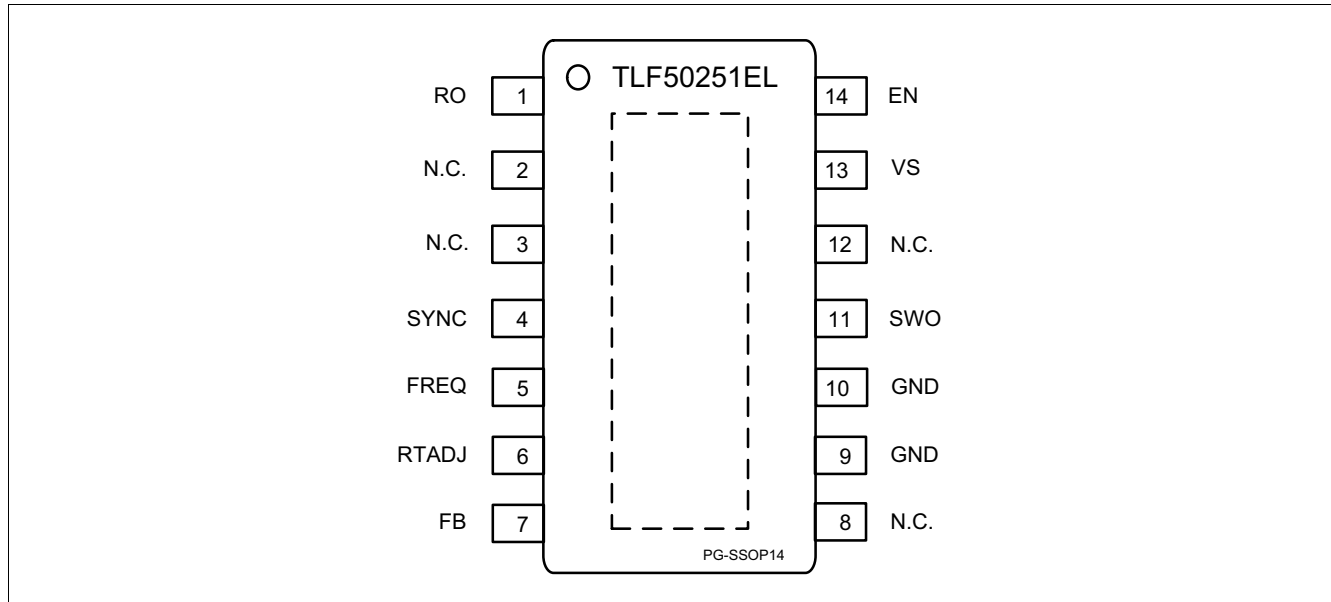 TLF50251EL
RO 1 14 EN
N.C. 2 13 VS
N.C. 3 12 N.C.
SYNC 4 11 SWO
FREQ 5 10 GND
RTADJ 6 9 GND
FB 7 8 N.C.
PG-SSOP14